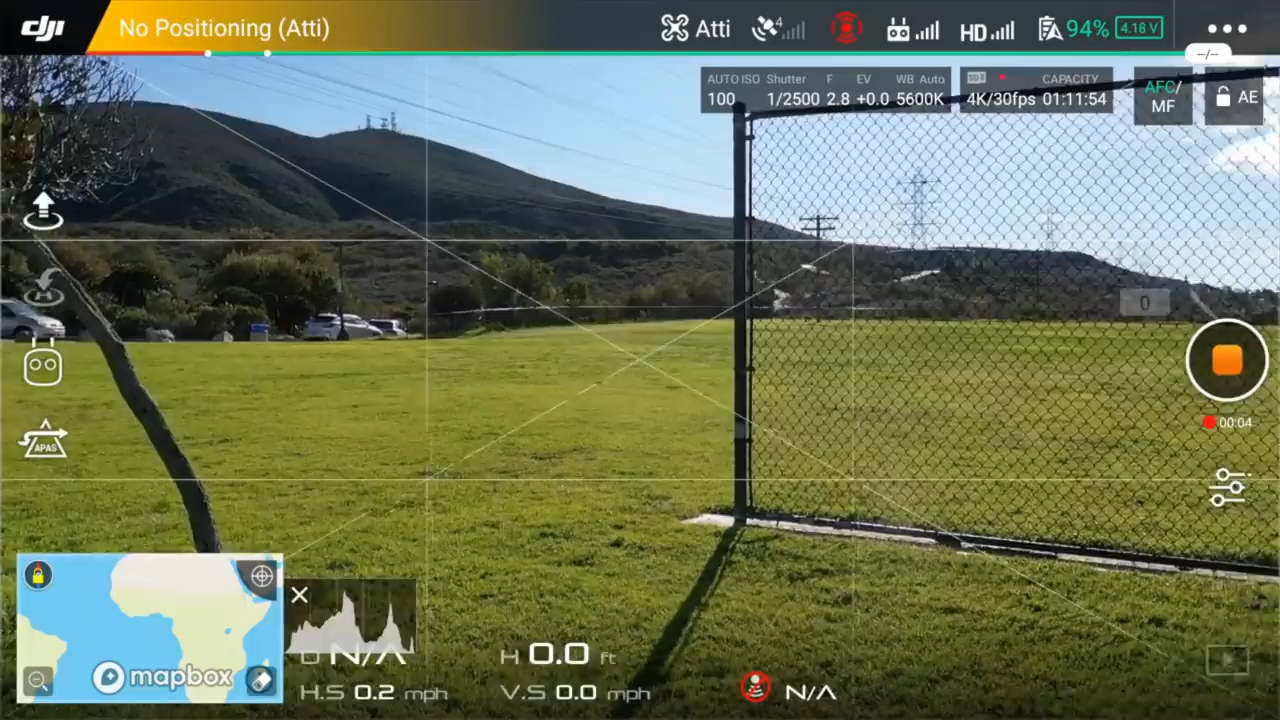 dji
No Positioning (Atti)
Atti
4
HD
94%
4.18 V
--/--
AUTO ISO Shutter F EV WB Auto
100 1/2500 2.8 +0.0 5600K
SD CAPACITY
4K/30fps 01:11:54
AFC/
MF
AE
0
00:04
APAS
mapbox
D N/A
H 0.0 ft
H.S 0.2 mph
V.S 0.0 mph
N/A